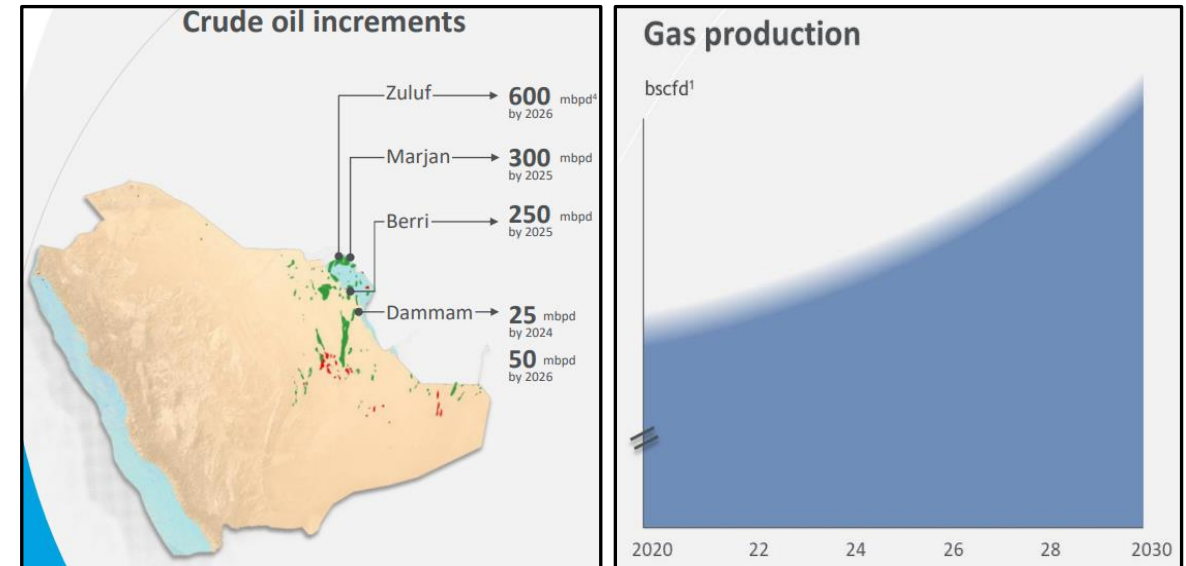 Crude oil increments
Zuluf
600 mbpd⁴
by 2026
Marjan
300 mbpd
by 2025
Berri
250 mbpd
by 2025
Dammam
25 mbpd
by 2024
50 mbpd
by 2026
Gas production
bscfd¹
2020 22 24 26 28 2030